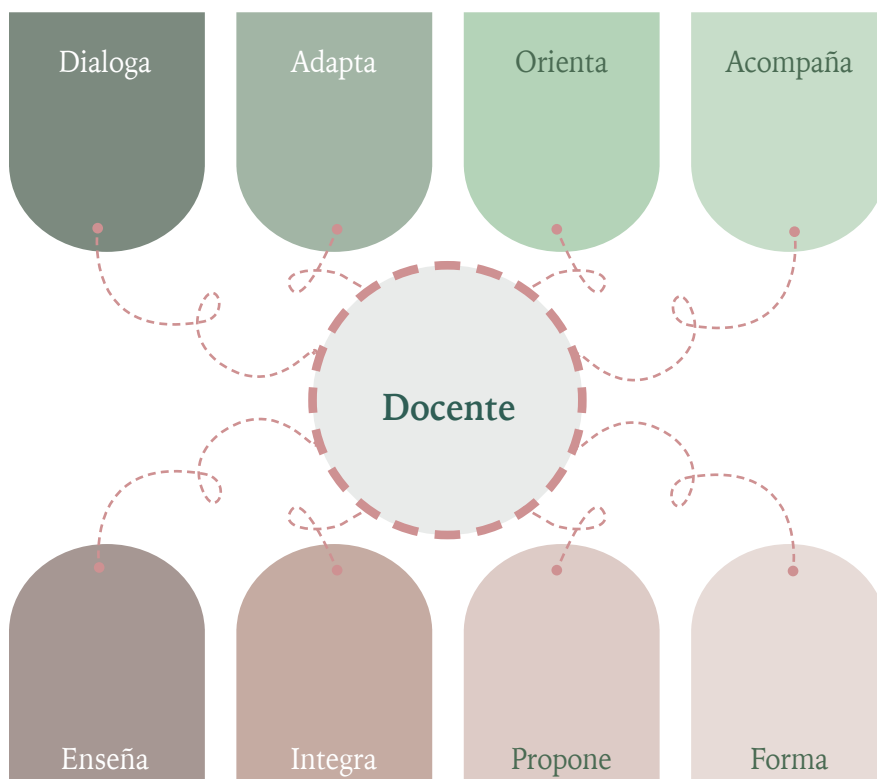 Dialoga
Adapta
Orienta
Acompaña
Docente
Enseña
Integra
Propone
Forma